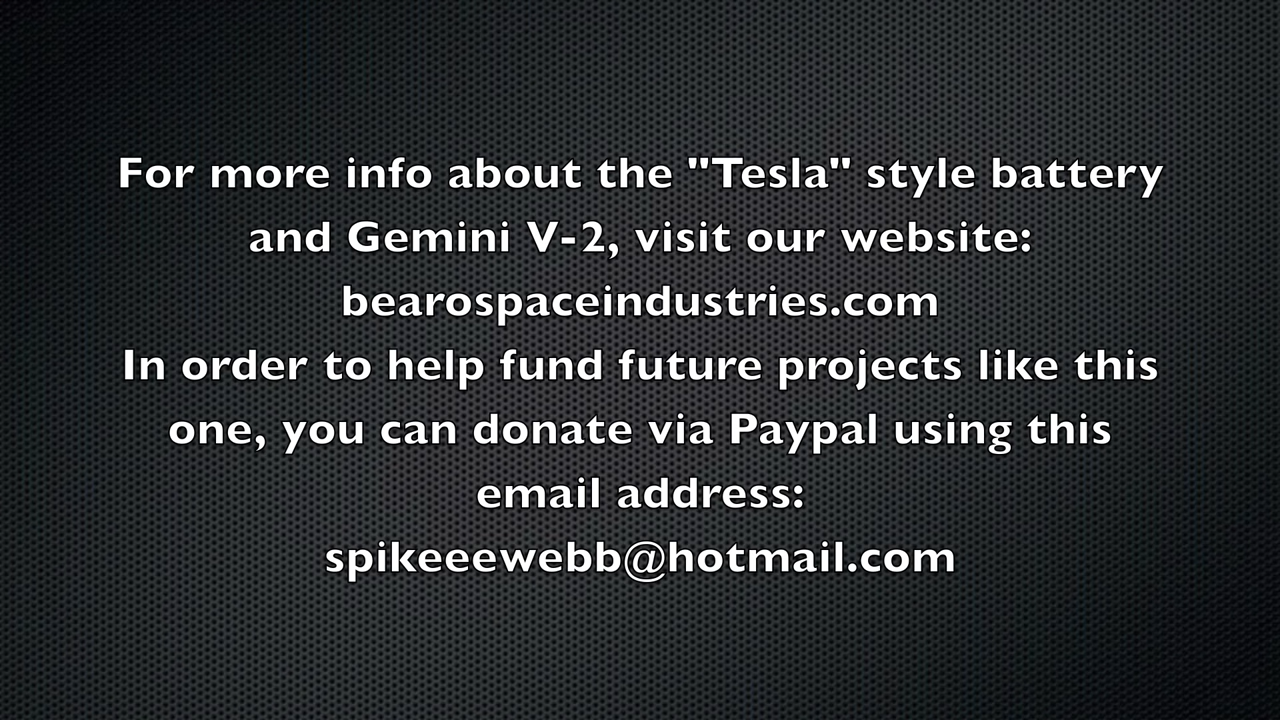 For more info about the "Tesla" style battery
and Gemini V-2, visit our website:
bearospaceindustries.com
In order to help fund future projects like this
one, you can donate via Paypal using this
email address:
spikeeewebb@hotmail.com